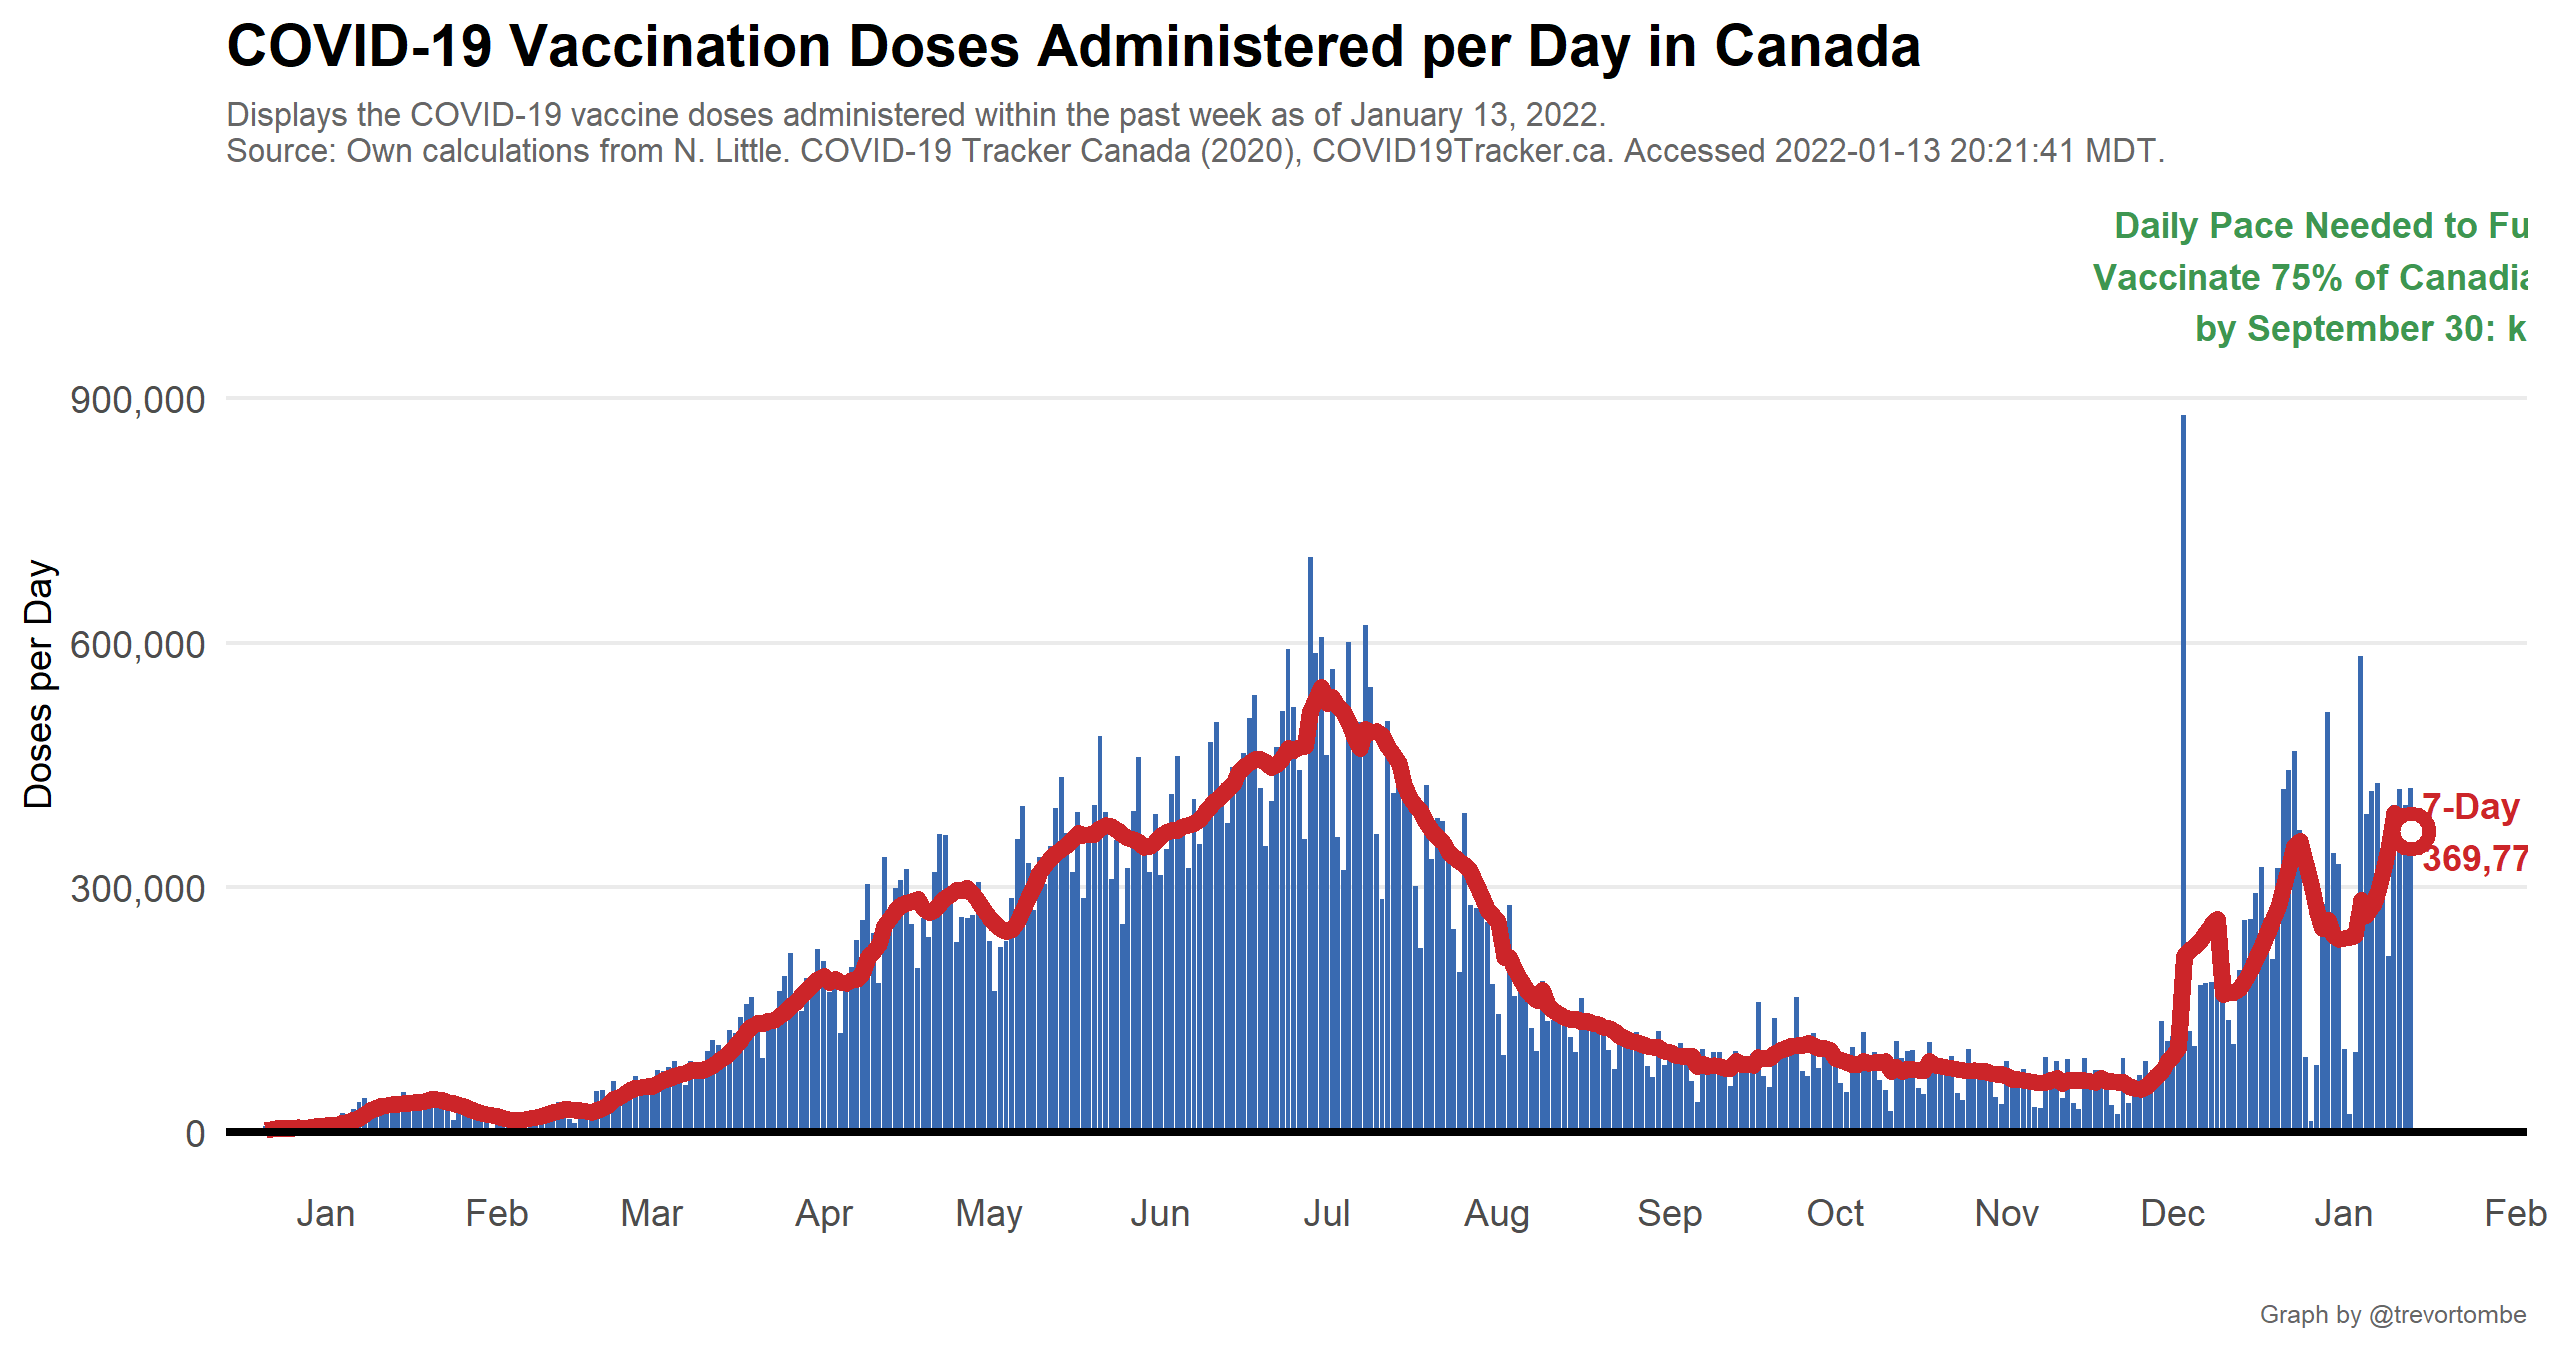 COVID-19 Vaccination Doses Administered per Day in Canada
Displays the COVID-19 vaccine doses administered within the past week as of January 13, 2022.
Source: Own calculations from N. Little. COVID-19 Tracker Canada (2020), COVID19Tracker.ca. Accessed 2022-01-13 20:21:41 MDT.
Daily Pace Needed to Fu
Vaccinate 75% of Canadia
by September 30: k
900,000
600,000
300,000
0
Doses per Day
7-Day
369,77
Jan Feb Mar Apr May Jun Jul Aug Sep Oct Nov Dec Jan Feb
Graph by @trevortombe